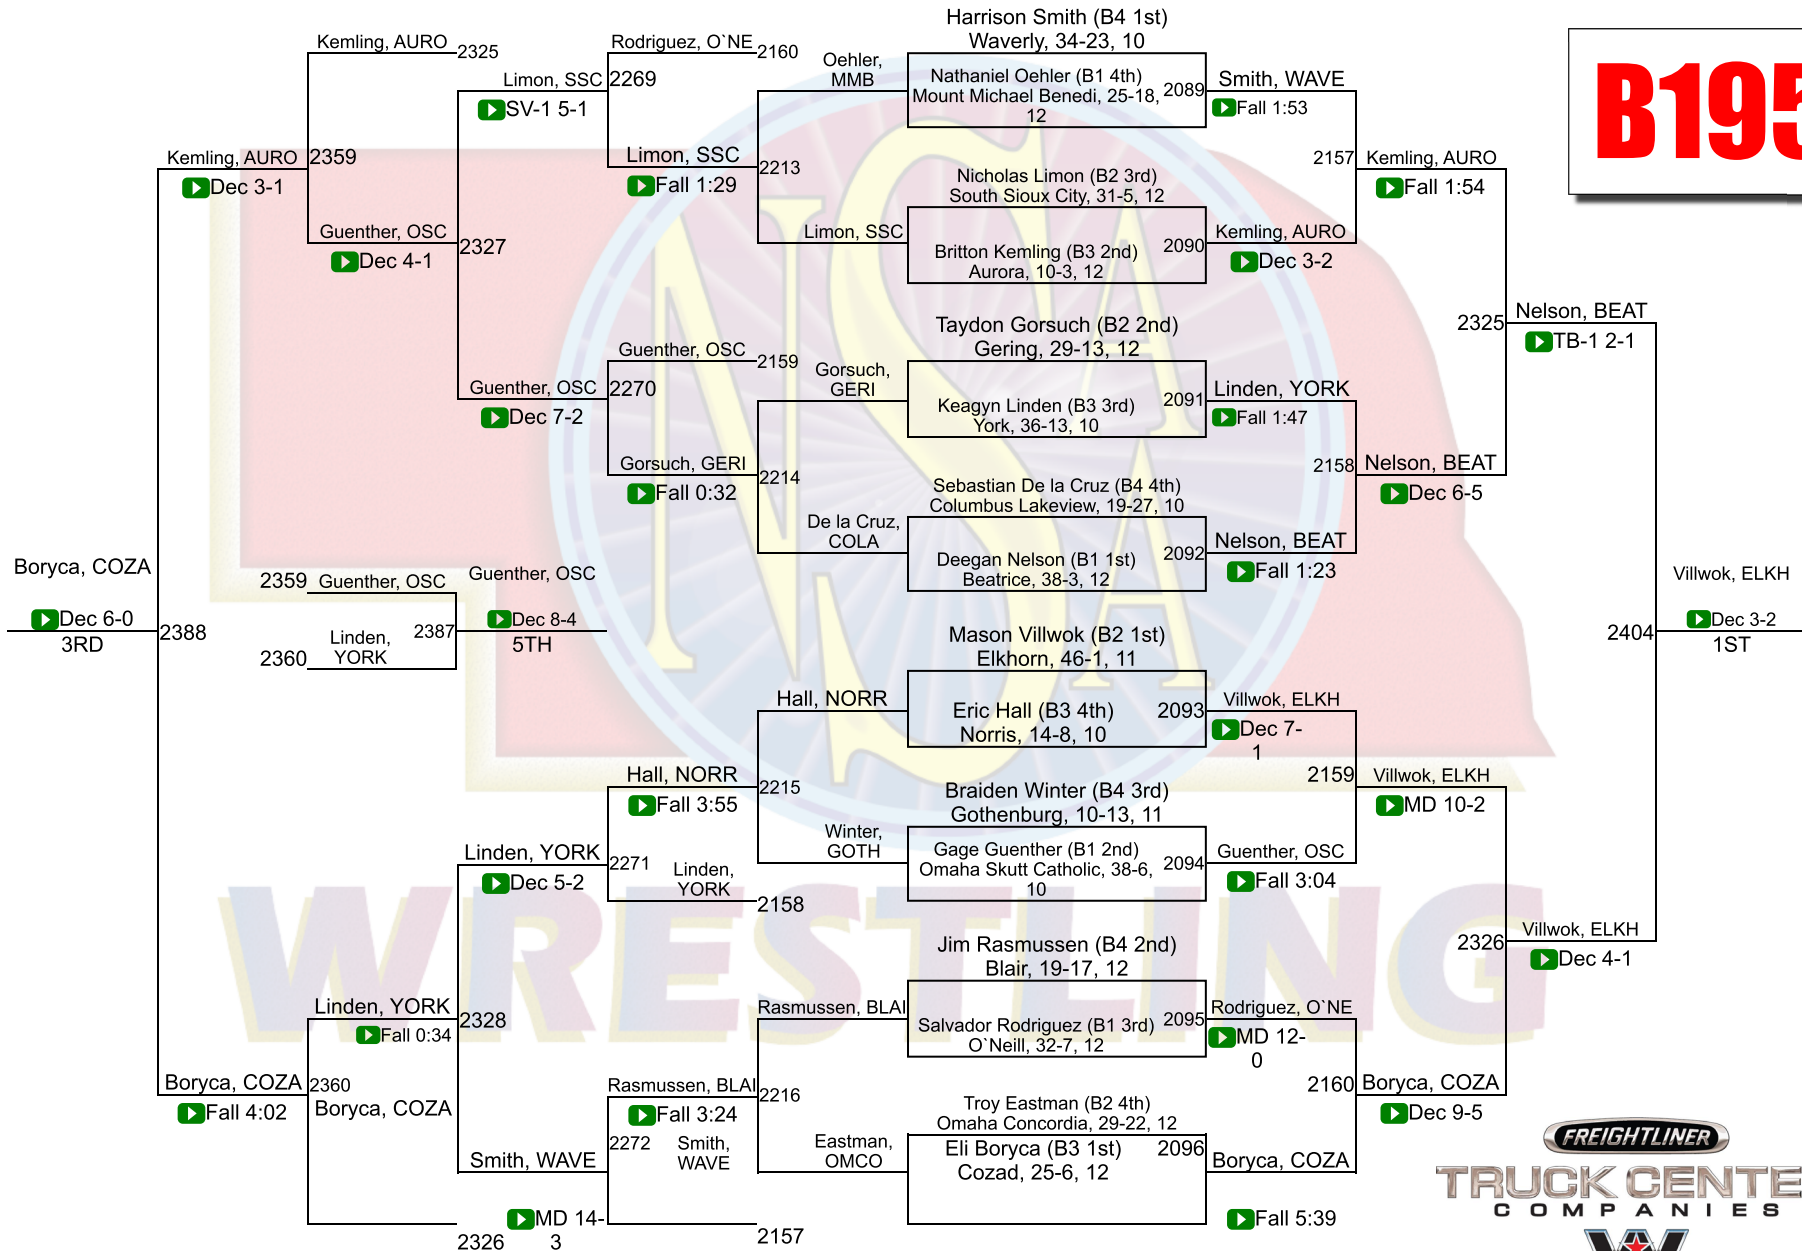 Harrison Smith (B4 1st)
Waverly, 34-23, 10
Nathaniel Oehler (B1 4th)
Mount Michael Benedi, 25-18,
12
2089
Nicholas Limon (B2 3rd)
South Sioux City, 31-5, 12
Britton Kemling (B3 2nd)
Aurora, 10-3, 12
2090
Taydon Gorsuch (B2 2nd)
Gering, 29-13, 12
Keagyn Linden (B3 3rd)
York, 36-13, 10
2091
Sebastian De la Cruz (B4 4th)
Columbus Lakeview, 19-27, 10
Deegan Nelson (B1 1st)
Beatrice, 38-3, 12
2092
Mason Villwok (B2 1st)
Elkhorn, 46-1, 11
Eric Hall (B3 4th)
Norris, 14-8, 10
2093
Braiden Winter (B4 3rd)
Gothenburg, 10-13, 11
Gage Guenther (B1 2nd)
Omaha Skutt Catholic, 38-6,
10
2094
Jim Rasmussen (B4 2nd)
Blair, 19-17, 12
Salvador Rodriguez (B1 3rd)
O`Neill, 32-7, 12
2095
Troy Eastman (B2 4th)
Omaha Concordia, 29-22, 12
Eli Boryca (B3 1st)
Cozad, 25-6, 12
2096
Smith, WAVE
Fall 1:53
Kemling, AURO
Dec 3-2
Linden, YORK
Fall 1:47
Nelson, BEAT
Fall 1:23
Villwok, ELKH
Dec 7-
1
Guenther, OSC
Fall 3:04
Rodriguez, O`NE
MD 12-
0
Boryca, COZA
Fall 5:39
2157
Kemling, AURO
Fall 1:54
2158
Nelson, BEAT
Dec 6-5
2159
Villwok, ELKH
MD 10-2
2160
Boryca, COZA
Dec 9-5
2325
Nelson, BEAT
TB-1 2-1
2326
Villwok, ELKH
Dec 4-1
2404
Villwok, ELKH
Dec 3-2
1ST
Oehler,
MMB
Limon, SSC
Gorsuch,
GERI
De la Cruz,
COLA
Hall, NORR
Winter,
GOTH
Rasmussen, BLAI
Eastman,
OMCO
Rodriguez, O`NE
2160
Limon, SSC
Fall 1:29
2213
Guenther, OSC
2159
Gorsuch, GERI
Fall 0:32
2214
Hall, NORR
Fall 3:55
2215
Linden,
YORK
2158
Rasmussen, BLAI
Fall 3:24
2216
Smith,
WAVE
2157
Limon, SSC
SV-1 5-1
2269
Guenther, OSC
Dec 7-2
2270
Linden, YORK
Dec 5-2
2271
Smith, WAVE
MD 14-
3
2272
Kemling, AURO
2325
Guenther, OSC
Dec 4-1
2327
Linden, YORK
Fall 0:34
2328
Boryca, COZA
2326
Kemling, AURO
Dec 3-1
2359
Boryca, COZA
Fall 4:02
2360
Boryca, COZA
Dec 6-0
3RD
2388
2359
Guenther, OSC
2360
Linden,
YORK
2387
Guenther, OSC
Dec 8-4
5TH
B195
NSAA
WRESTLING
FREIGHTLINER
TRUCK CENTE
COMPANIES